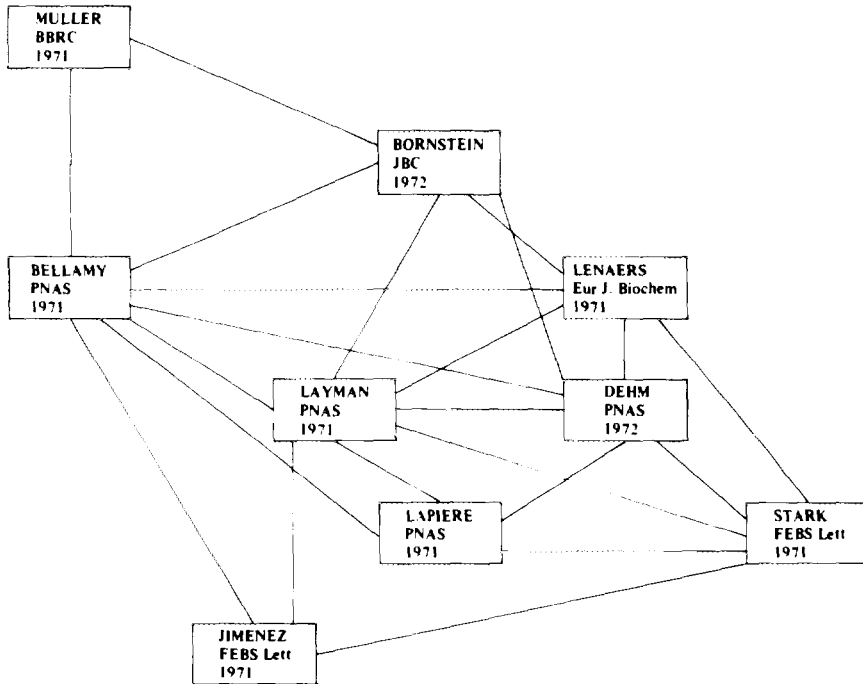 MULLER
BBRC
1971
BORNSTEIN
JBC
1972
BELLAMY
PNAS
1971
LENAERS
Eur J. Biochem
1971
LAYMAN
PNAS
1971
DEHM
PNAS
1972
LAPIERE
PNAS
1971
STARK
FEBS Lett
1971
JIMENEZ
FEBS Lett
1971